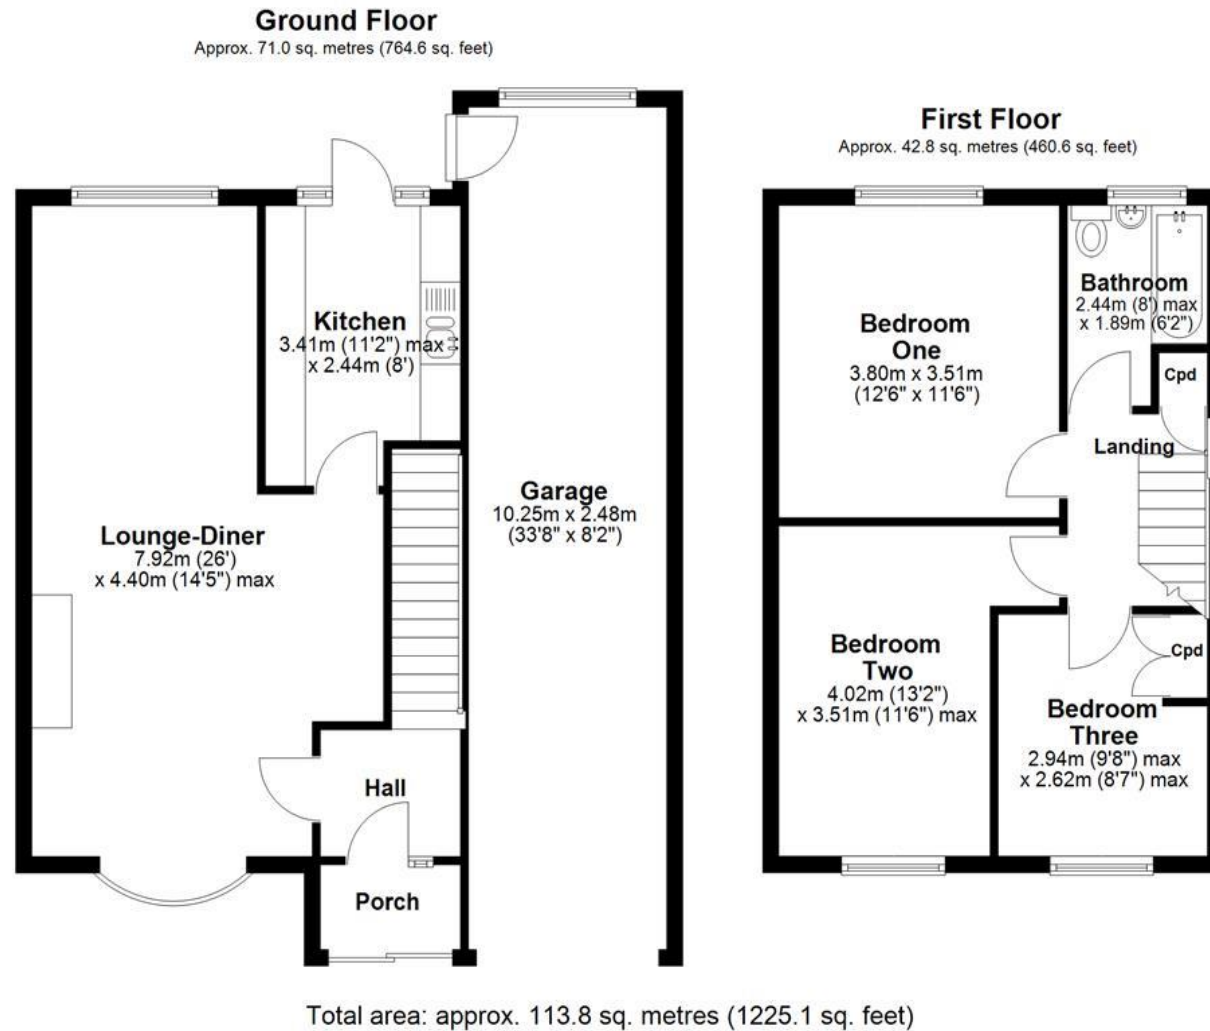 Ground Floor
Approx. 71.0 sq. metres (764.6 sq. feet)
Kitchen
3.41m (11'2") max
x 2.44m (8')
Lounge-Diner
7.92m (26')
x 4.40m (14'5") max
Garage
10.25m x 2.48m
(33'8" x 8'2")
Hall
Porch
First Floor
Approx. 42.8 sq. metres (460.6 sq. feet)
Bedroom
One
3.80m x 3.51m
(12'6" x 11'6")
Bathroom
2.44m (8') max
x 1.89m (6'2")
Cpd
Landing
Bedroom
Two
4.02m (13'2")
x 3.51m (11'6") max
Cpd
Bedroom
Three
2.94m (9'8") max
x 2.62m (8'7") max
Total area: approx. 113.8 sq. metres (1225.1 sq. feet)